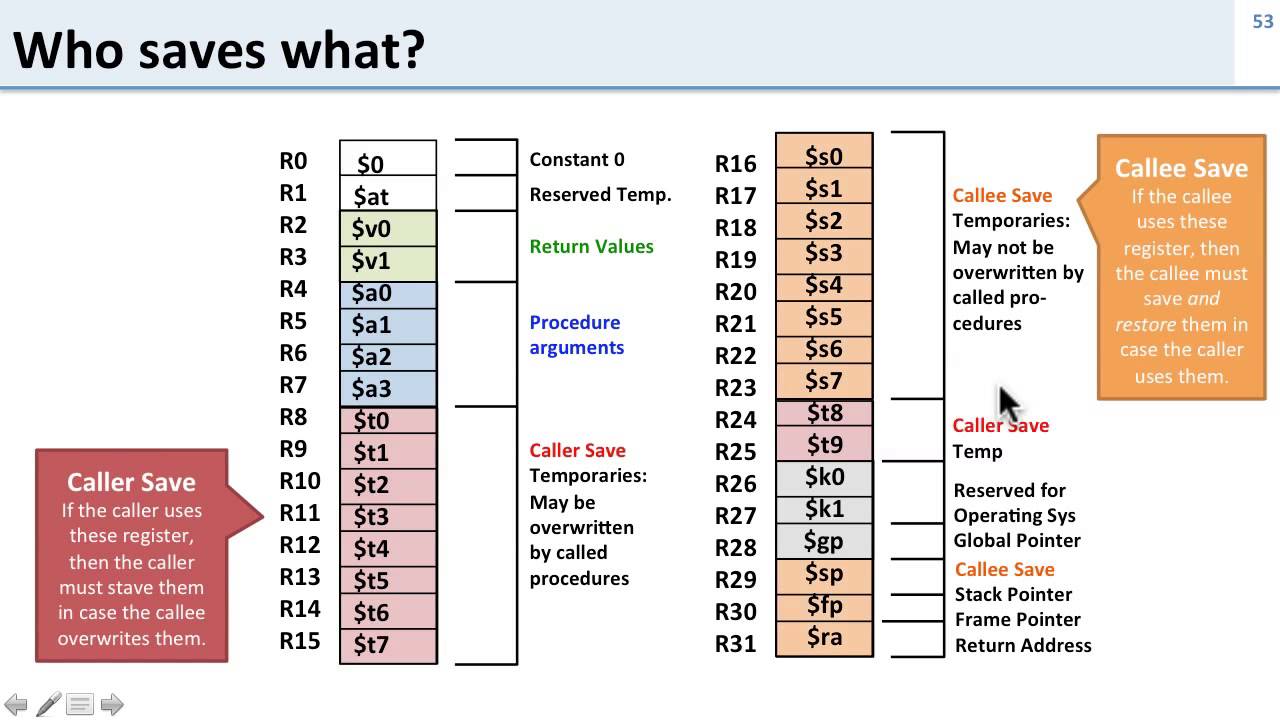 53
Who saves what?
R0 $0 Constant 0
R1 $at Reserved Temp.
R2 $v0
R3 $v1
Return Values
R4 $a0
R5 $a1
R6 $a2
R7 $a3
Procedure
arguments
R8 $t0
R9 $t1
R10 $t2
R11 $t3
R12 $t4
R13 $t5
R14 $t6
R15 $t7
Caller Save
Temporaries:
May be
overwritten
by called
procedures
Caller Save
If the caller uses
these register,
then the caller
must stave them
in case the callee
overwrites them.
R16 $s0
R17 $s1
R18 $s2
R19 $s3
R20 $s4
R21 $s5
R22 $s6
R23 $s7
Callee Save
Temporaries:
May not be
overwritten by
called pro-
cedures
Callee Save
If the callee
uses these
register, then
the callee must
save and
restore them in
case the caller
uses them.
R24 $t8
R25 $t9
Caller Save
Temp
R26 $k0
R27 $k1
R28 $gp
Reserved for
Operating Sys
Global Pointer
R29 $sp
R30 $fp
R31 $ra
Callee Save
Stack Pointer
Frame Pointer
Return Address